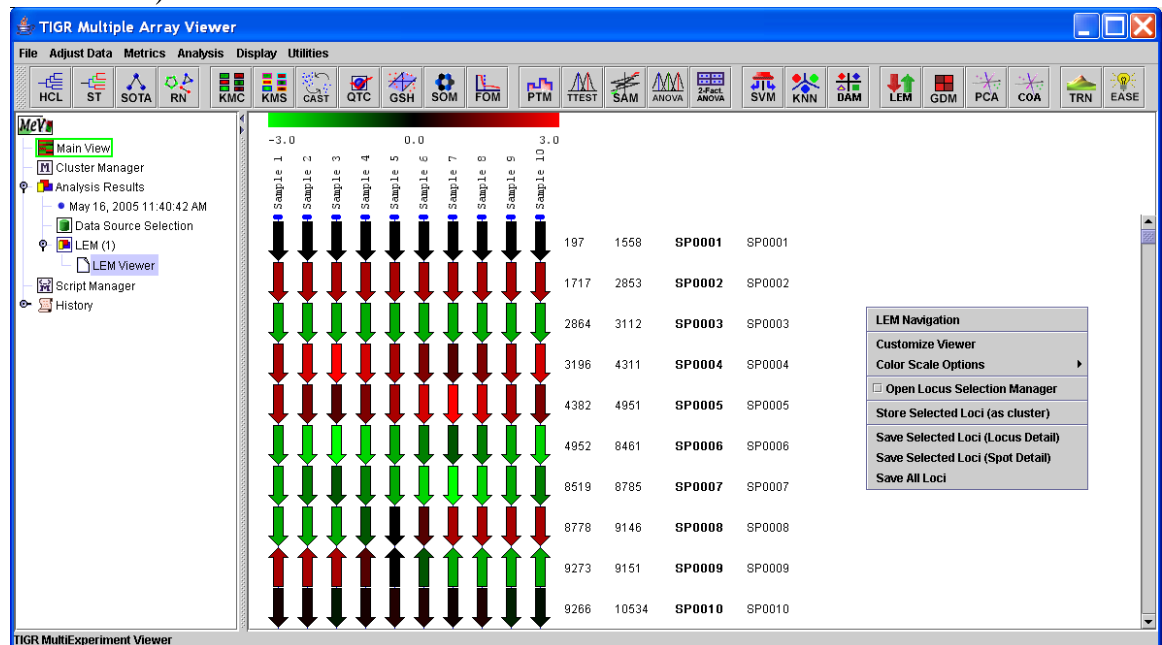 TIGR Multiple Array Viewer
File Adjust Data Metrics Analysis Display Utilities
HCL ST SOTA RN KMC KMS CAST QTC GSH SOM FOM PTM TTEST SAM ANOVA 2-Fact. ANOVA SVM KNN DAM LEM GDM PCA COA TRN EASE
MeV
Main View
Cluster Manager
Analysis Results
May 16, 2005 11:40:42 AM
Data Source Selection
LEM (1)
LEM Viewer
Script Manager
History
-3.0 0.0 3.0
Sample 1
Sample 2
Sample 3
Sample 4
Sample 5
Sample 6
Sample 7
Sample 8
Sample 9
Sample 10
197 1558 SP0001 SP0001
1717 2853 SP0002 SP0002
2864 3112 SP0003 SP0003
3196 4311 SP0004 SP0004
4382 4951 SP0005 SP0005
4952 8461 SP0006 SP0006
8519 8785 SP0007 SP0007
8778 9146 SP0008 SP0008
9273 9151 SP0009 SP0009
9266 10534 SP0010 SP0010
LEM Navigation
Customize Viewer
Color Scale Options
Open Locus Selection Manager
Store Selected Loci (as cluster)
Save Selected Loci (Locus Detail)
Save Selected Loci (Spot Detail)
Save All Loci
TIGR MultiExperiment Viewer